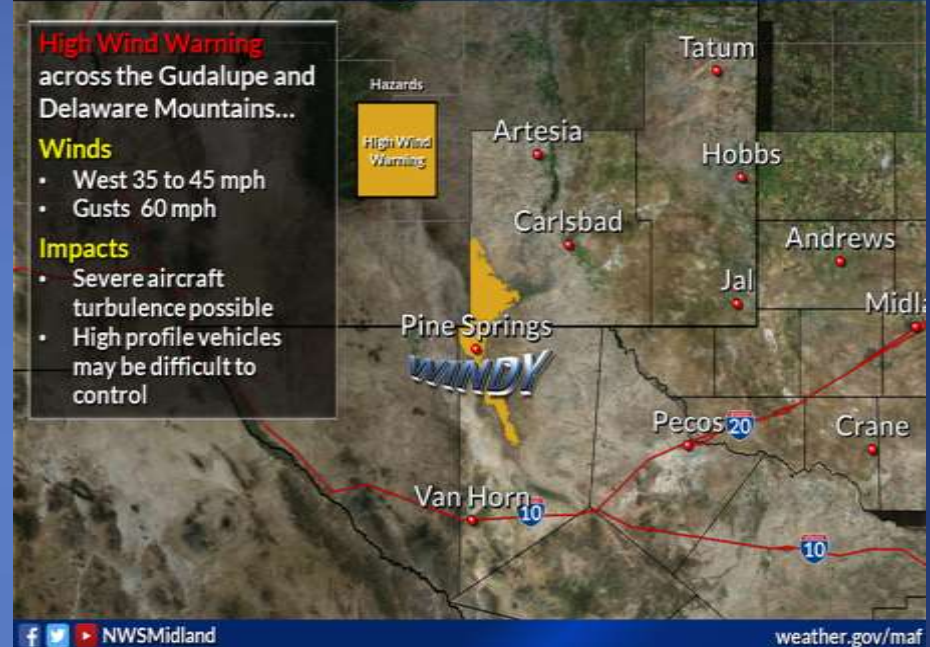 High Wind Warning
across the Gudalupe and
Delaware Mountains...
Winds
• West 35 to 45 mph
• Gusts 60 mph
Impacts
• Severe aircraft
turbulence possible
• High profile vehicles
may be difficult to
control
Hazards
High Wind
Warning
Tatum
Artesia
Hobbs
Carlsbad
Andrews
Jal
Midla
Pine Springs
WINDY
Pecos
20
Crane
Van Horn
10
10
NWSMidland
weather.gov/maf